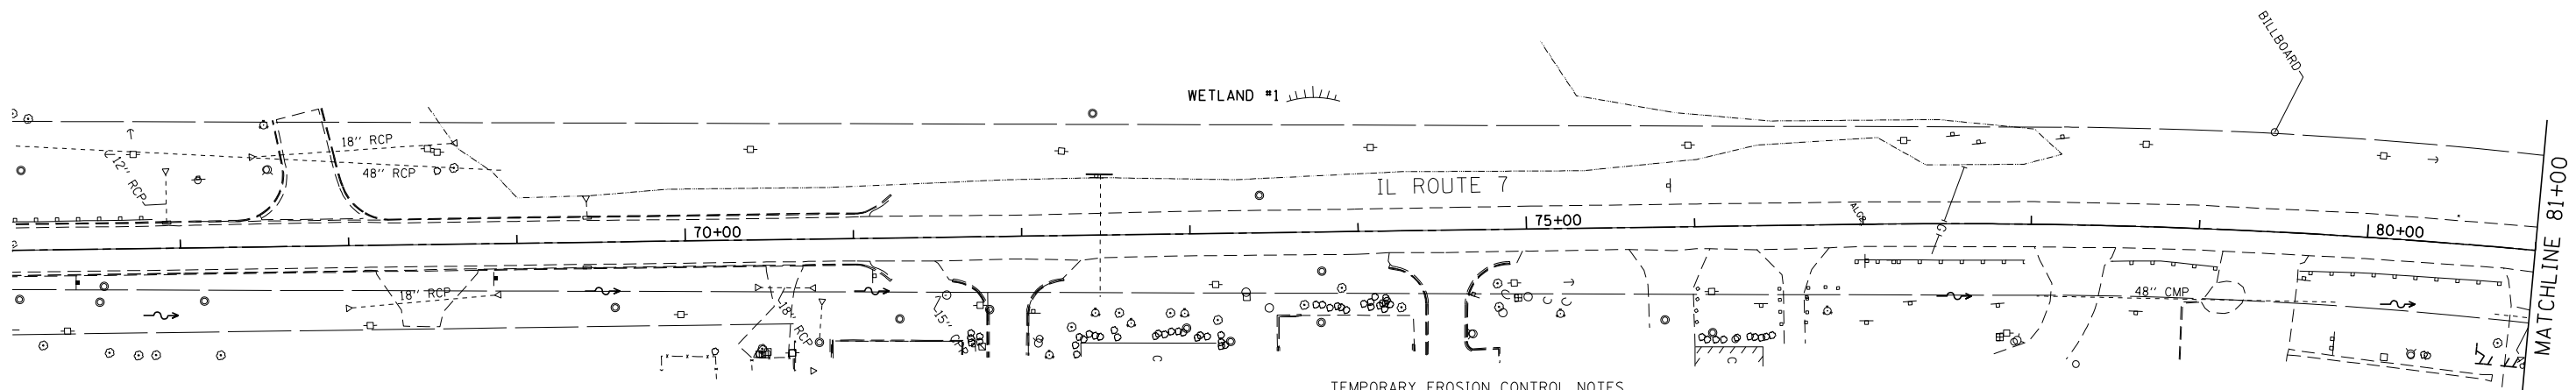 BILLBOARD
WETLAND #1
18'' RCP
12'' RCP
48'' RCP
IL ROUTE 7
70+00
75+00
80+00
MATCHLINE 81+00
18'' RCP
18'' RCP
48'' CMP
TEMPORARY EROSION CONTROL NOTES